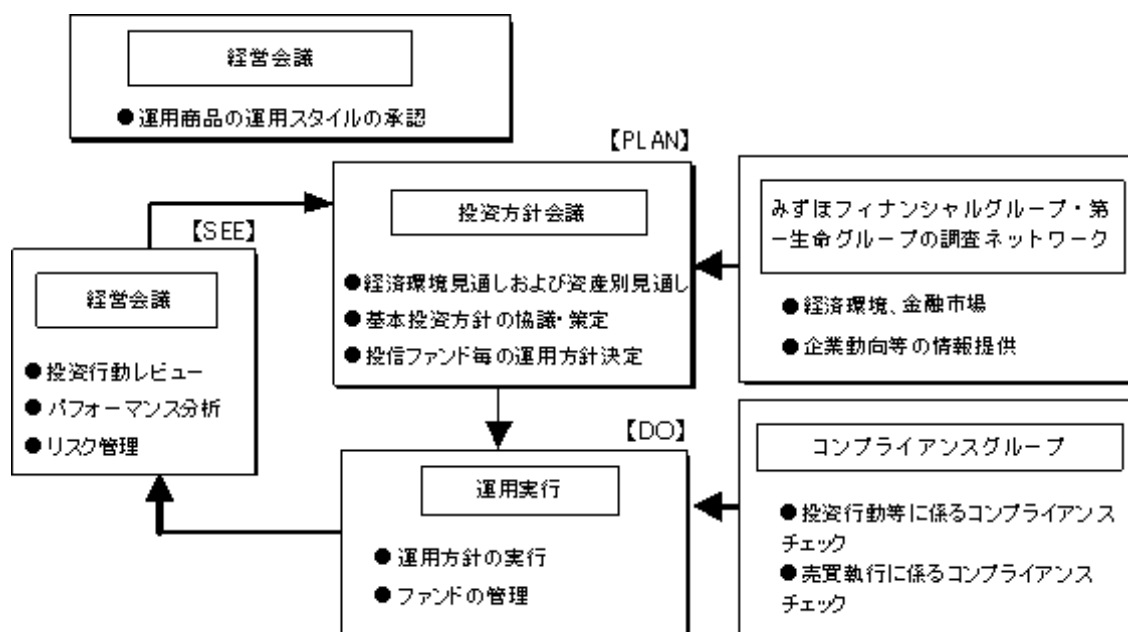 経営会議
●運用商品の運用スタイルの承認
【PLAN】
投資方針会議
●経済環境見通しおよび資産別見通し
●基本投資方針の協議・策定
●投信ファンド毎の運用方針決定
みずほフィナンシャルグループ・第
一生命グループの調査ネットワーク
●経済環境、金融市場
●企業動向等の情報提供
【SEE】
経営会議
●投資行動レビュー
●パフォーマンス分析
●リスク管理
【DO】
運用実行
●運用方針の実行
●ファンドの管理
コンプライアンスグループ
●投資行動等に係るコンプライアンス
チェック
●売買執行に係るコンプライアンス
チェック